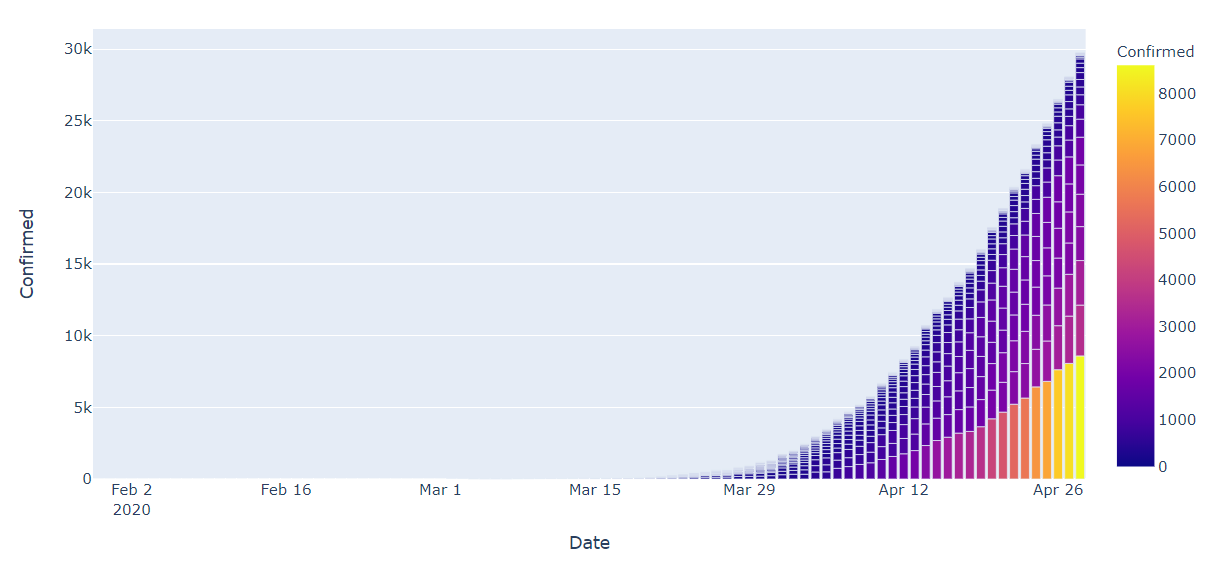 30k
25k
20k
15k
10k
5k
0
Confirmed
Feb 2
2020
Feb 16
Mar 1
Mar 15
Mar 29
Apr 12
Apr 26
Date
Confirmed
8000
7000
6000
5000
4000
3000
2000
1000
0